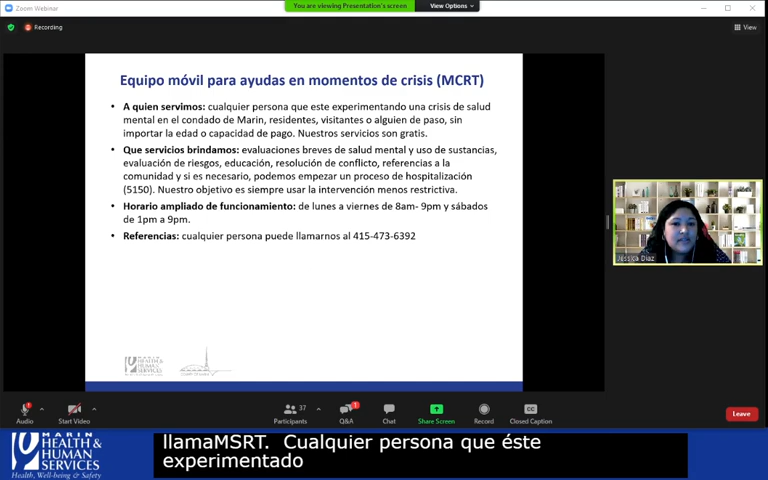 Zoom Webinar
You are viewing Presentation's screen
View Options
Recording
View
Equipo móvil para ayudas en momentos de crisis (MCRT)
• A quien servimos: cualquier persona que este experimentando una crisis de salud
mental en el condado de Marin, residentes, visitantes o alguien de paso, sin
importar la edad o capacidad de pago. Nuestros servicios son gratis.
• Que servicios brindamos: evaluaciones breves de salud mental y uso de sustancias,
evaluación de riesgos, educación, resolución de conflicto, referencias a la
comunidad y si es necesario, podemos empezar un proceso de hospitalización
(5150). Nuestro objetivo es siempre usar la intervención menos restrictiva.
• Horario ampliado de funcionamiento: de lunes a viernes de 8am- 9pm y sábados
de 1pm a 9pm.
• Referencias: cualquier persona puede llamarnos al 415-473-6392
Jessica Diaz
MARIN
HEALTH &
HUMAN
SERVICES
Audio
Start Video
Participants
37
Q&A
1
Chat
Share Screen
Record
CC
Closed Caption
Leave
MARIN
HEALTH &
HUMAN
SERVICES
Health, Well-being & Safety
llamaMSRT. Cualquier persona que éste
experimentado